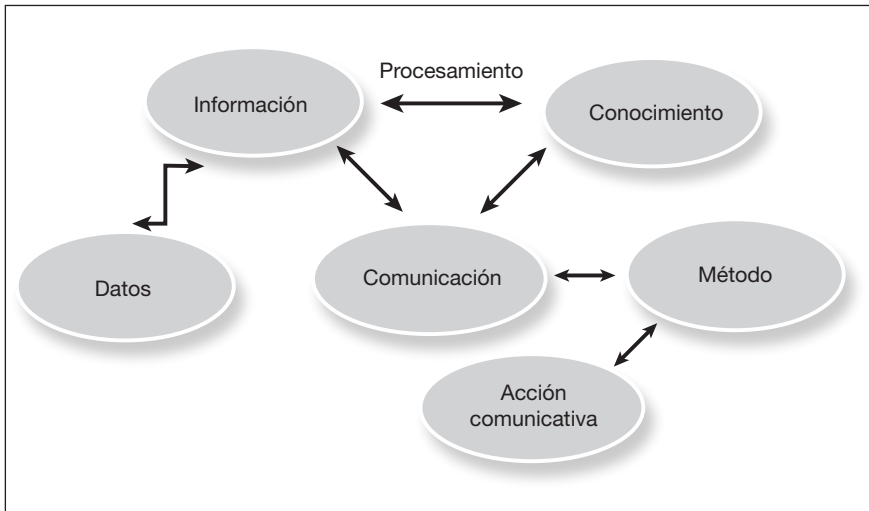 Procesamiento
Información
Conocimiento
Comunicación
Método
Datos
Acción
comunicativa